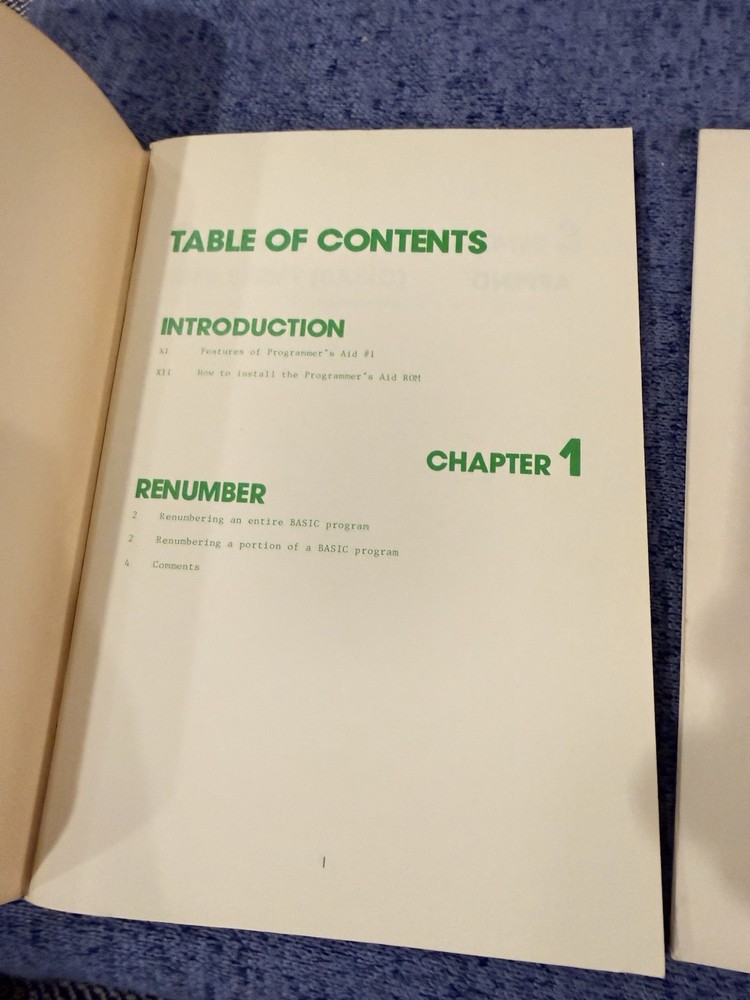 TABLE OF CONTENTS
INTRODUCTION
XI Features of Programmer's Aid #1
XII How to install the Programmer's Aid ROM
CHAPTER 1
RENUMBER
2 Renumbering an entire BASIC program
2 Renumbering a portion of a BASIC program
4 Comments
I